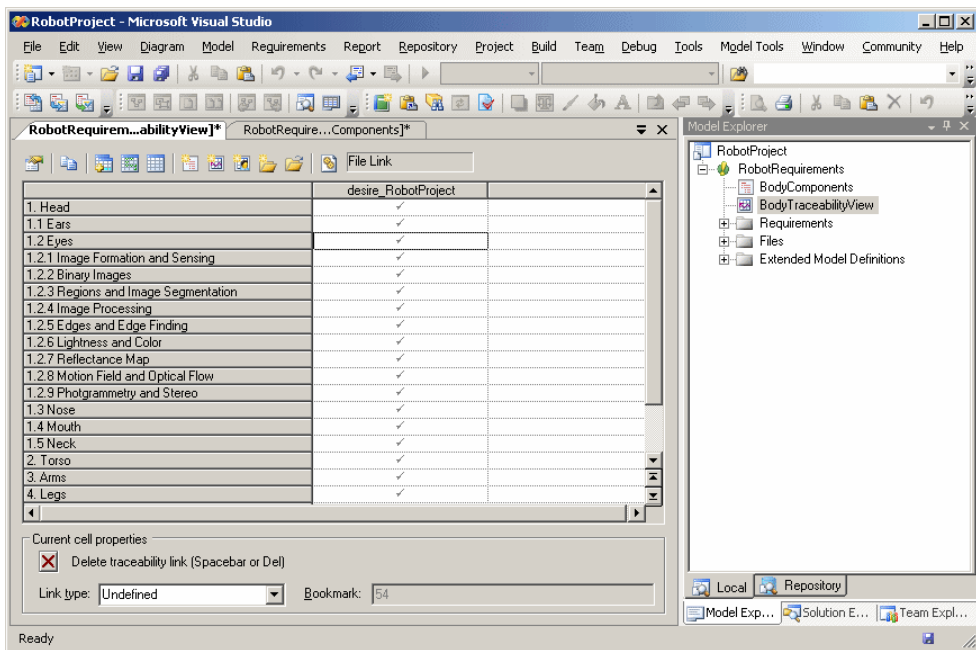 RobotProject - Microsoft Visual Studio
File Edit View Diagram Model Requirements Report Repository Project Build Team Debug Tools Model Tools Window Community Help
RobotRequirem...abilityView]* RobotRequire...Components]*
Model Explorer
File Link
RobotProject
RobotRequirements
BodyComponents
BodyTraceabilityView
Requirements
Files
Extended Model Definitions
desire_RobotProject
1. Head
1.1 Ears
1.2 Eyes
1.2.1 Image Formation and Sensing
1.2.2 Binary Images
1.2.3 Regions and Image Segmentation
1.2.4 Image Processing
1.2.5 Edges and Edge Finding
1.2.6 Lightness and Color
1.2.7 Reflectance Map
1.2.8 Motion Field and Optical Flow
1.2.9 Photgrammetry and Stereo
1.3 Nose
1.4 Mouth
1.5 Neck
2. Torso
3. Arms
4. Legs
Current cell properties
Delete traceability link (Spacebar or Del)
Link type: Undefined Bookmark: 54
Local Repository
Model Exp... Solution E... Team Expl...
Ready